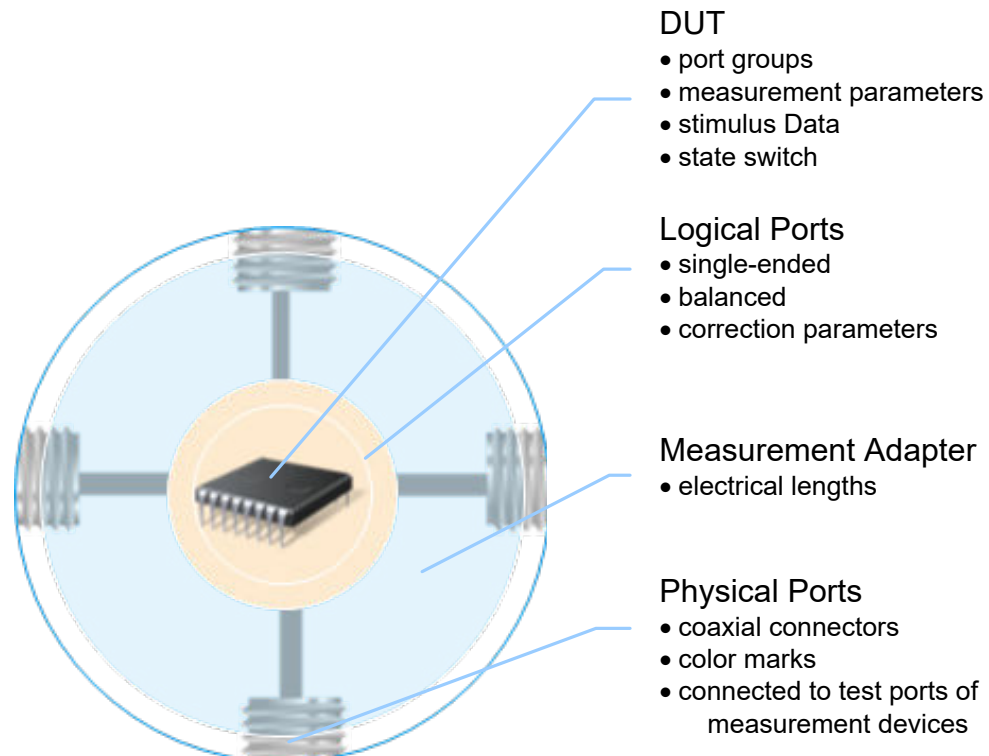 DUT
• port groups
• measurement parameters
• stimulus Data
• state switch
Logical Ports
• single-ended
• balanced
• correction parameters
Measurement Adapter
• electrical lengths
Physical Ports
• coaxial connectors
• color marks
• connected to test ports of
measurement devices